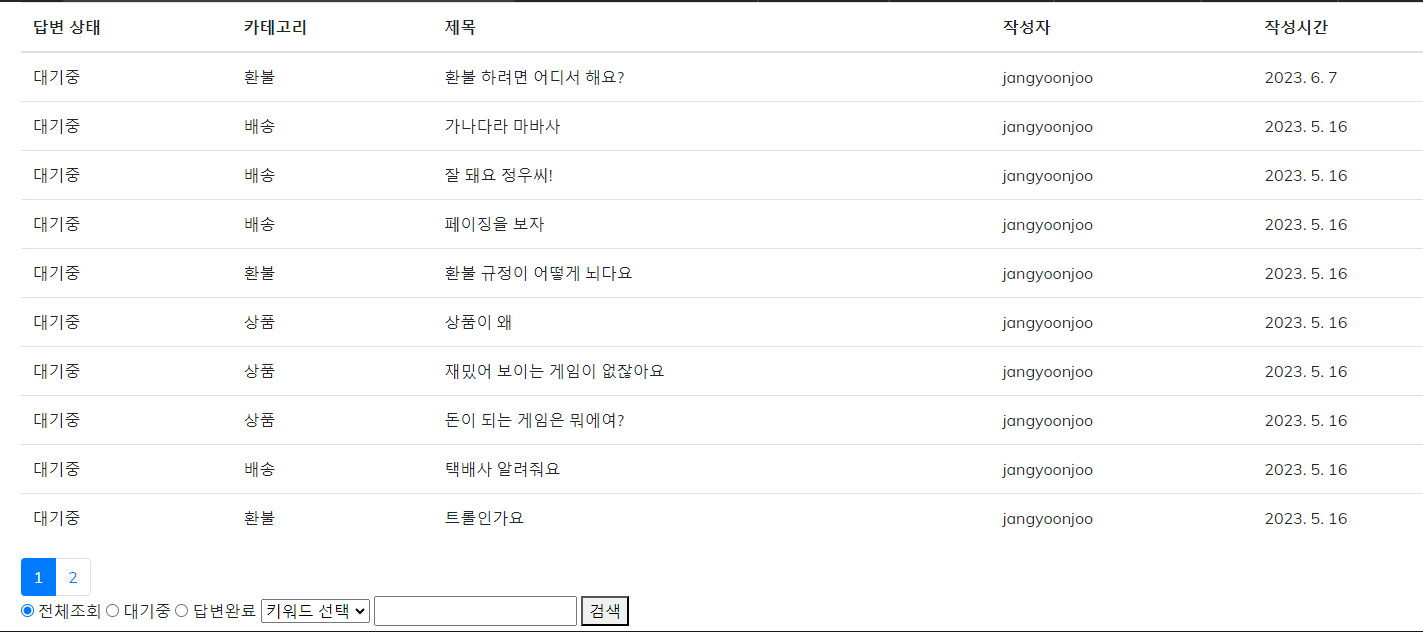 답변 상태 카테고리 제목 작성자 작성시간
대기중 환불 환불 하려면 어디서 해요? jangyoonjoo 2023. 6. 7
대기중 배송 가나다라 마바사 jangyoonjoo 2023. 5. 16
대기중 배송 잘 돼요 정우씨! jangyoonjoo 2023. 5. 16
대기중 배송 페이징을 보자 jangyoonjoo 2023. 5. 16
대기중 환불 환불 규정이 어떻게 뇌다요 jangyoonjoo 2023. 5. 16
대기중 상품 상품이 왜 jangyoonjoo 2023. 5. 16
대기중 상품 재밌어 보이는 게임이 없잖아요 jangyoonjoo 2023. 5. 16
대기중 상품 돈이 되는 게임은 뭐에여? jangyoonjoo 2023. 5. 16
대기중 배송 택배사 알려줘요 jangyoonjoo 2023. 5. 16
대기중 환불 트롤인가요 jangyoonjoo 2023. 5. 16
1 2
전체조회 대기중 답변완료 키워드 선택 검색